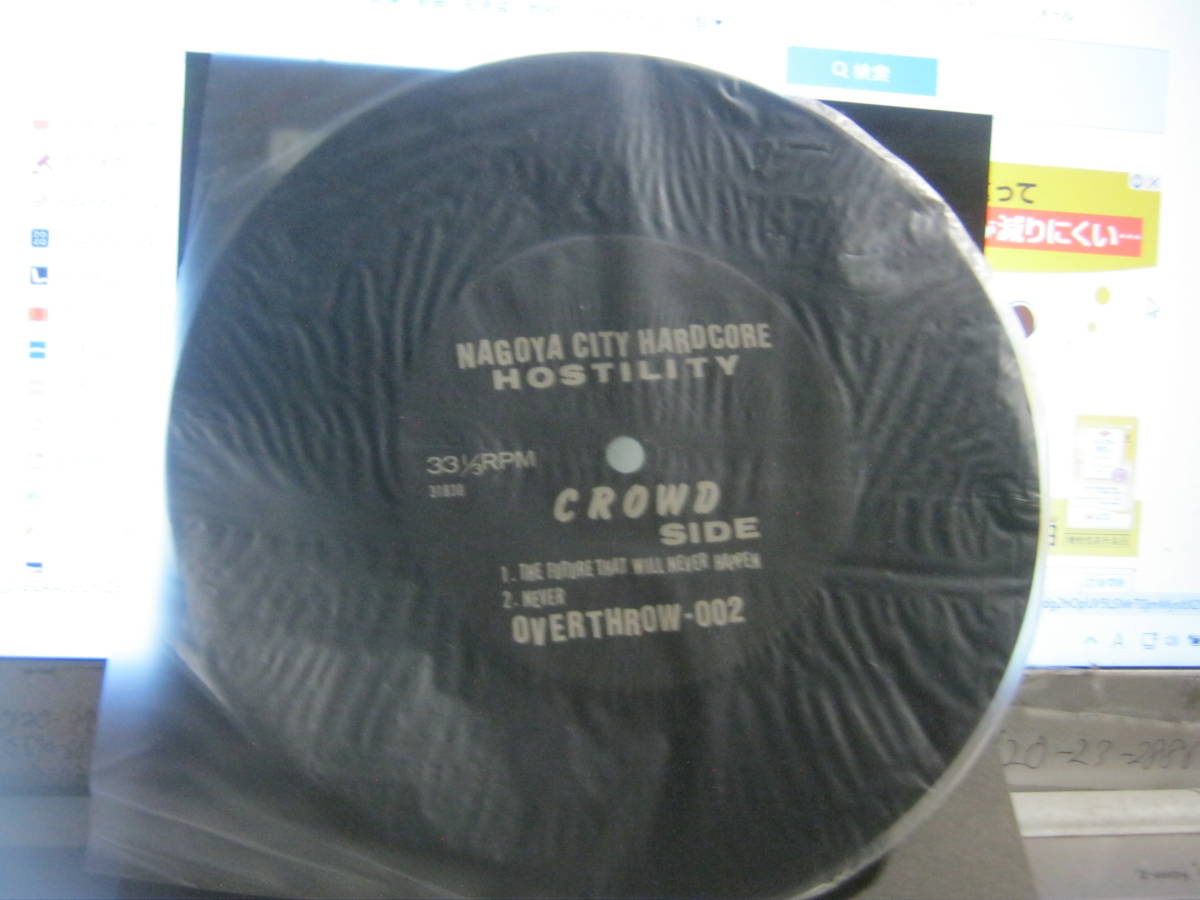 検索
って
減りにくい…
NAGOYA CITY HARDCORE
HOSTILITY
33⅓RPM
31830
CROWD
SIDE
1. THE FUTURE THAT WILL NEVER HAPPEN
2. NEVER
OVERTHROW-002